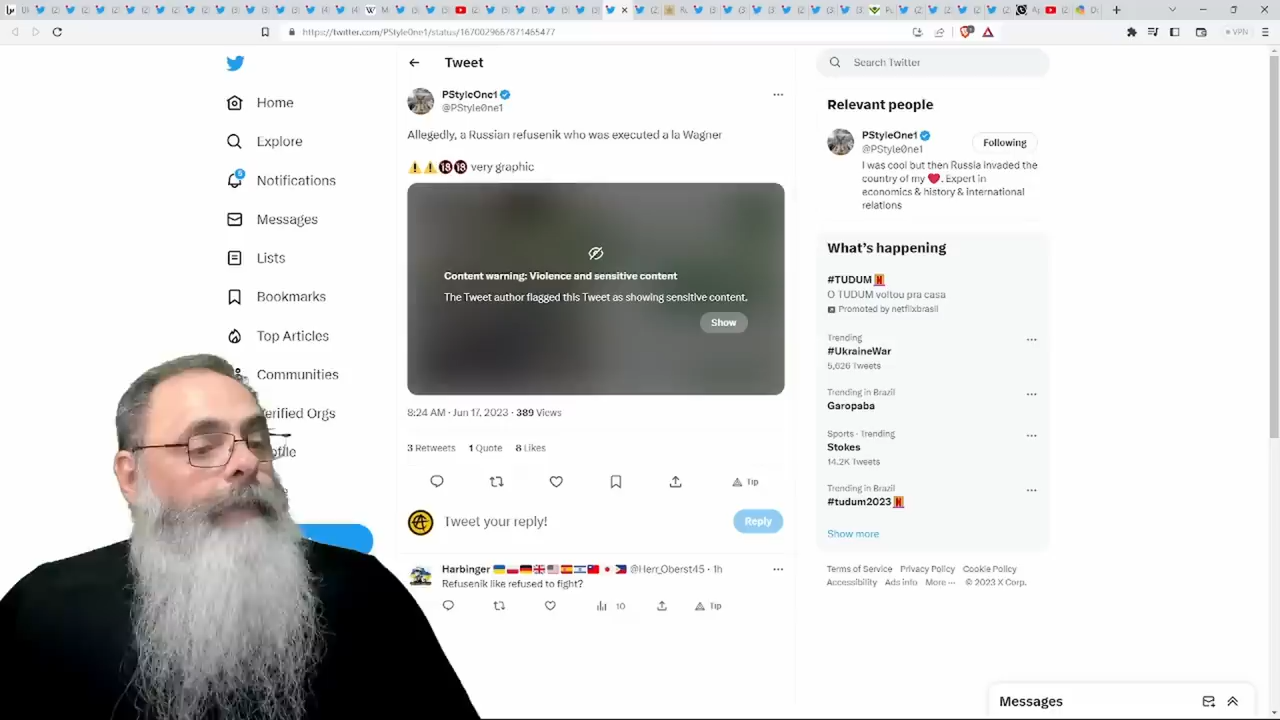 https://twitter.com/PStyle0ne1/status/1670029667871465477
VPN
Home
Explore
Notifications
Messages
Lists
Bookmarks
Top Articles
Communities
erified Orgs
ofile
Tweet
PStyleOne1
@PStyle0ne1
Allegedly, a Russian refusenik who was executed a la Wagner
⚠️⚠️🔞🔞 very graphic
Content warning: Violence and sensitive content
The Tweet author flagged this Tweet as showing sensitive content.
Show
8:24 AM · Jun 17, 2023 · 389 Views
3 Retweets 1 Quote 8 Likes
Tip
Tweet your reply!
Reply
Harbinger @Herr_Oberst45 · 1h
Refusenik like refused to fight?
10 Tip
Search Twitter
Relevant people
PStyleOne1
@PStyle0ne1
Following
I was cool but then Russia invaded the
country of my ❤️. Expert in
economics & history & international
relations
What's happening
#TUDUM
O TUDUM voltou pra casa
Promoted by netflixbrasil
Trending
#UkraineWar
5,626 Tweets
Trending in Brazil
Garopaba
Sports · Trending
Stokes
14.2K Tweets
Trending in Brazil
#tudum2023
Show more
Terms of Service Privacy Policy Cookie Policy
Accessibility Ads info More ··· © 2023 X Corp.
Messages